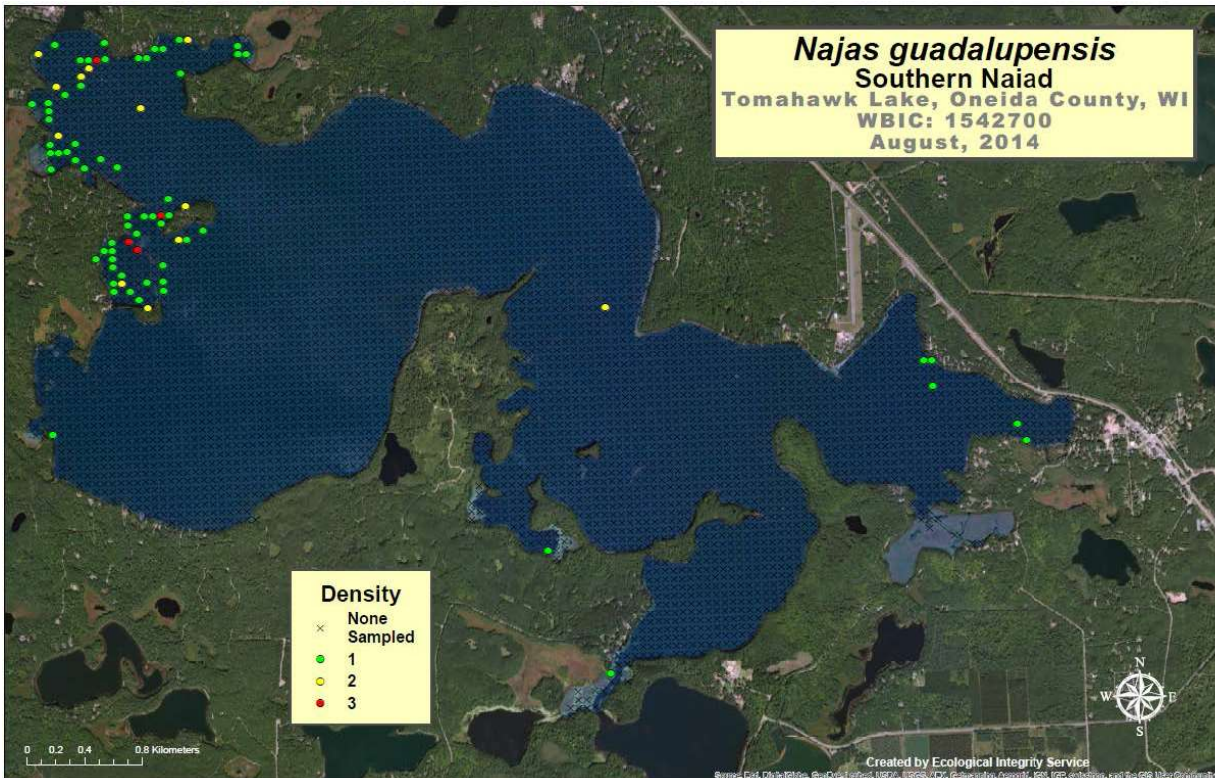 Najas guadalupensis
Southern Naiad
Tomahawk Lake, Oneida County, WI
WBIC: 1542700
August, 2014
Density
None
Sampled
1
2
3
N
W E
S
0 0.2 0.4 0.8 Kilometers
Created by Ecological Integrity Service